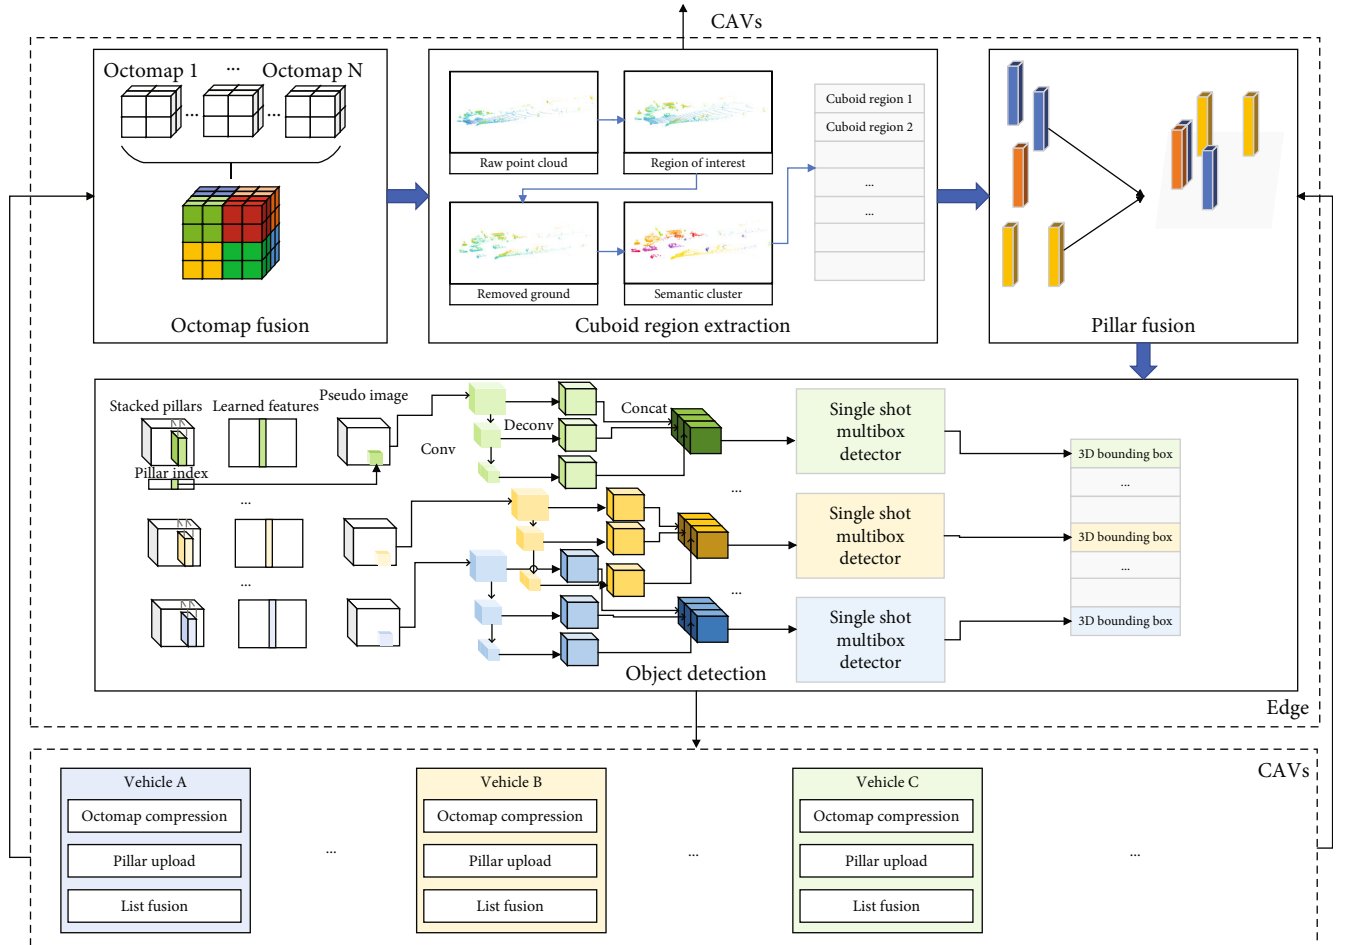 CAVs
Octomap 1 ... Octomap N
... ...
Octomap fusion
Raw point cloud
Region of interest
Removed ground
Semantic cluster
Cuboid region 1
Cuboid region 2
...
...
Cuboid region extraction
Pillar fusion
Stacked pillars
Learned features
Pseudo image
Pillar index
Conv
Deconv
Concat
...
...
...
...
Single shot
multibox
detector
Single shot
multibox
detector
Single shot
multibox
detector
3D bounding box
...
3D bounding box
...
3D bounding box
Object detection
Edge
CAVs
Vehicle A
Octomap compression
Pillar upload
List fusion
...
Vehicle B
Octomap compression
Pillar upload
List fusion
...
Vehicle C
Octomap compression
Pillar upload
List fusion
...